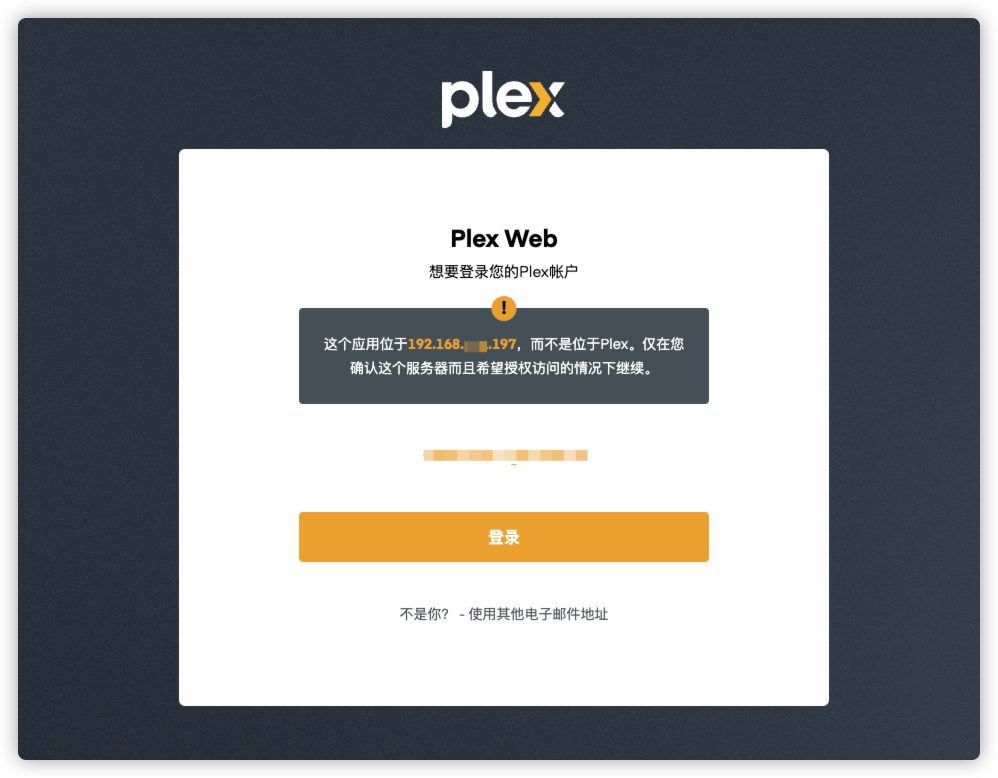 plex
Plex Web
想要登录您的Plex帐户
!
这个应用位于192.168. .197，而不是位于Plex。仅在您
确认这个服务器而且希望授权访问的情况下继续。
登录
不是你？ - 使用其他电子邮件地址